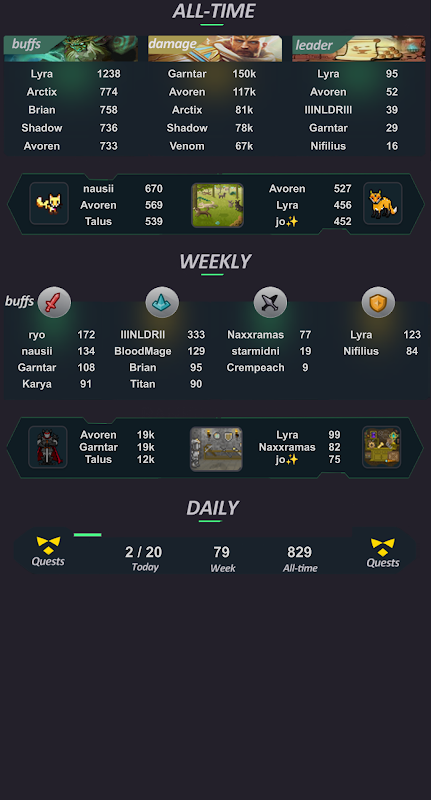 ALL-TIME
buffs damage leader
Lyra 1238 Garntar 150k Lyra 95
Arctix 774 Avoren 117k Avoren 52
Brian 758 Arctix 81k IIINLDRIII 39
Shadow 736 Shadow 78k Garntar 29
Avoren 733 Venom 67k Nifilius 16
nausii 670 Avoren 527
Avoren 569 Lyra 456
Talus 539 jo✨ 452
WEEKLY
buffs
ryo 172 IIINLDRII 333 Naxxramas 77 Lyra 123
nausii 134 BloodMage 129 starmidni 19 Nifilius 84
Garntar 108 Brian 95 Crempeach 9
Karya 91 Titan 90
Avoren 19k Lyra 99
Garntar 19k Naxxramas 82
Talus 12k jo✨ 75
DAILY
2 / 20 79 829
Quests Today Week All-time Quests